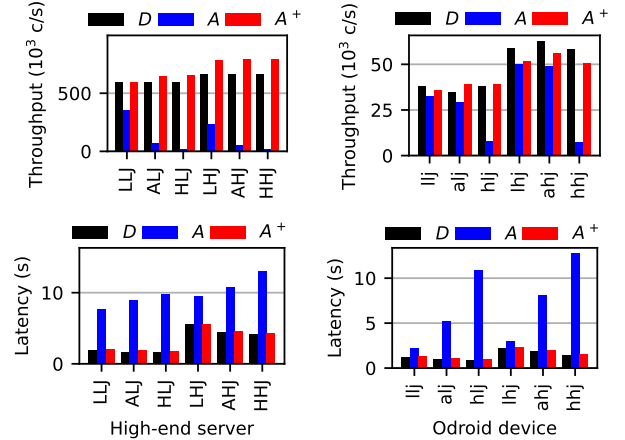 D A A+
D A A+
Throughput (10³ c/s)
500
0
LLJ ALJ HLJ LHJ AHJ HHJ
Throughput (10³ c/s)
50
25
0
llj alj hlj lhj ahj hhj
D A A+
D A A+
Latency (s)
10
0
LLJ ALJ HLJ LHJ AHJ HHJ
High-end server
Latency (s)
10
5
0
llj alj hlj lhj ahj hhj
Odroid device